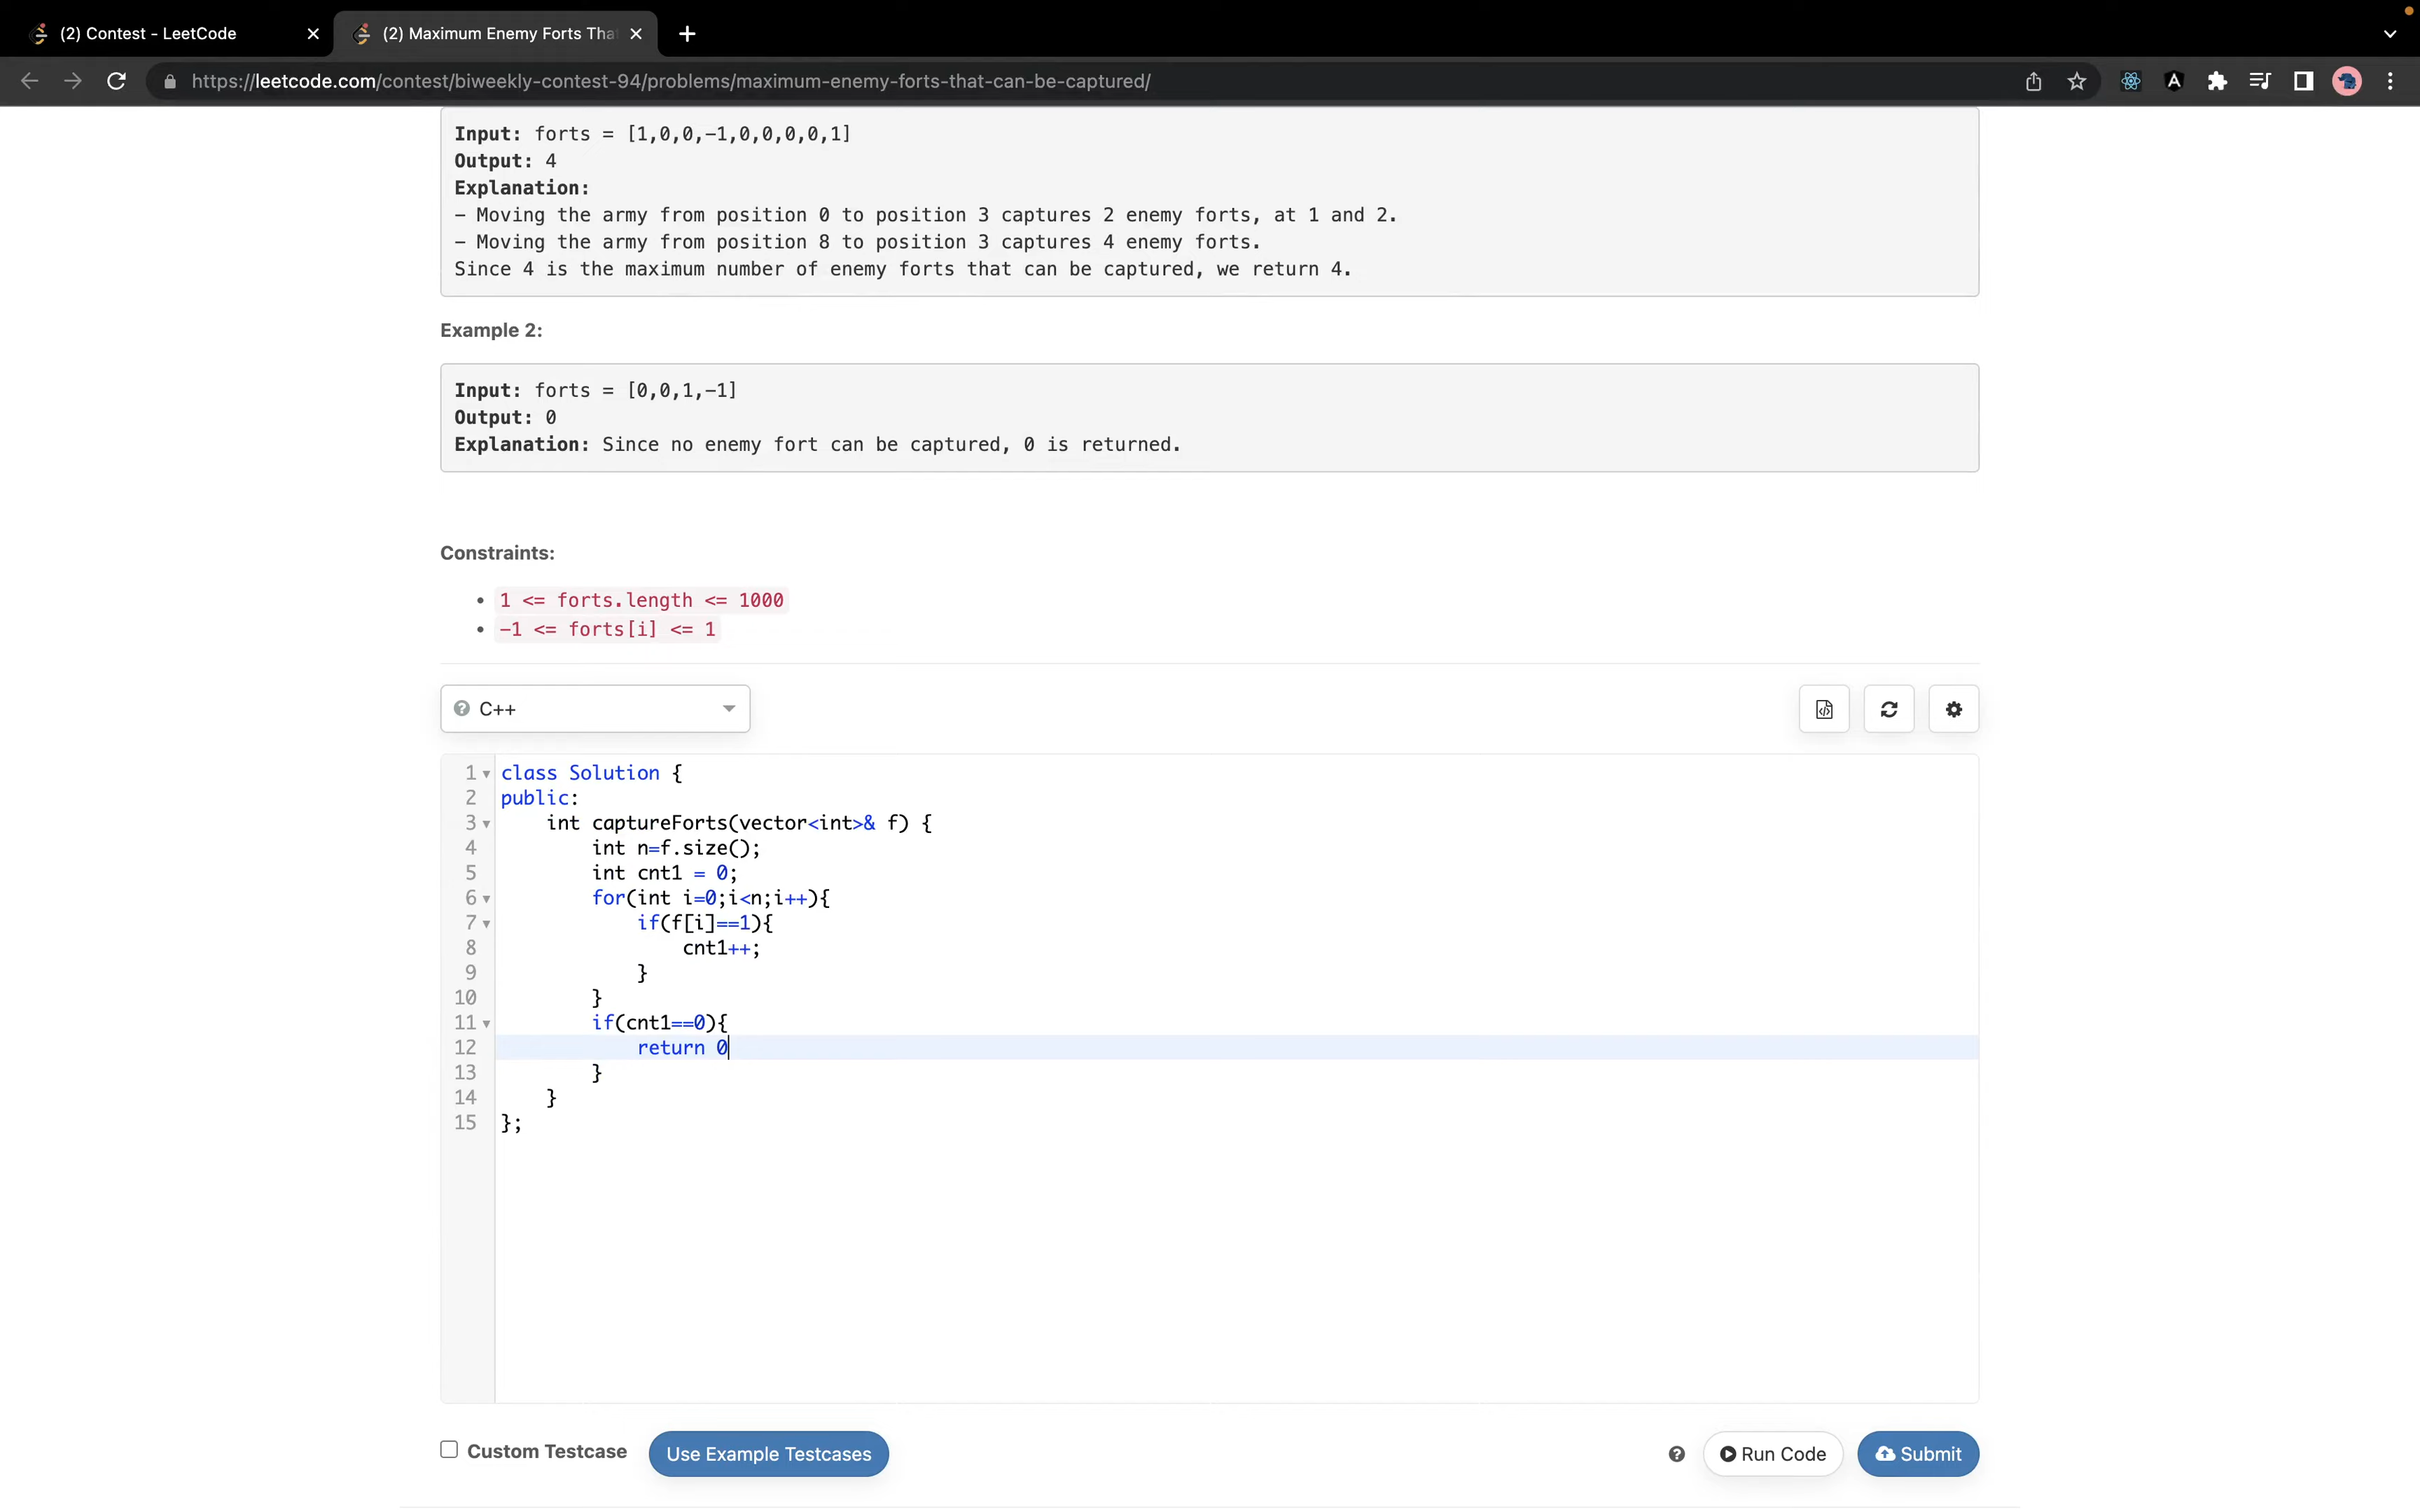 (2) Contest - LeetCode
(2) Maximum Enemy Forts Tha
https://leetcode.com/contest/biweekly-contest-94/problems/maximum-enemy-forts-that-can-be-captured/
Input: forts = [1,0,0,-1,0,0,0,0,1]
Output: 4
Explanation:
- Moving the army from position 0 to position 3 captures 2 enemy forts, at 1 and 2.
- Moving the army from position 8 to position 3 captures 4 enemy forts.
Since 4 is the maximum number of enemy forts that can be captured, we return 4.
Example 2:
Input: forts = [0,0,1,-1]
Output: 0
Explanation: Since no enemy fort can be captured, 0 is returned.
Constraints:
• 1 <= forts.length <= 1000
• -1 <= forts[i] <= 1
C++
1 class Solution {
2 public:
3     int captureForts(vector<int>& f) {
4         int n=f.size();
5         int cnt1 = 0;
6         for(int i=0;i<n;i++){
7             if(f[i]==1){
8                 cnt1++;
9             }
10         }
11         if(cnt1==0){
12             return 0
13         }
14     }
15 };
Custom Testcase
Use Example Testcases
Run Code
Submit